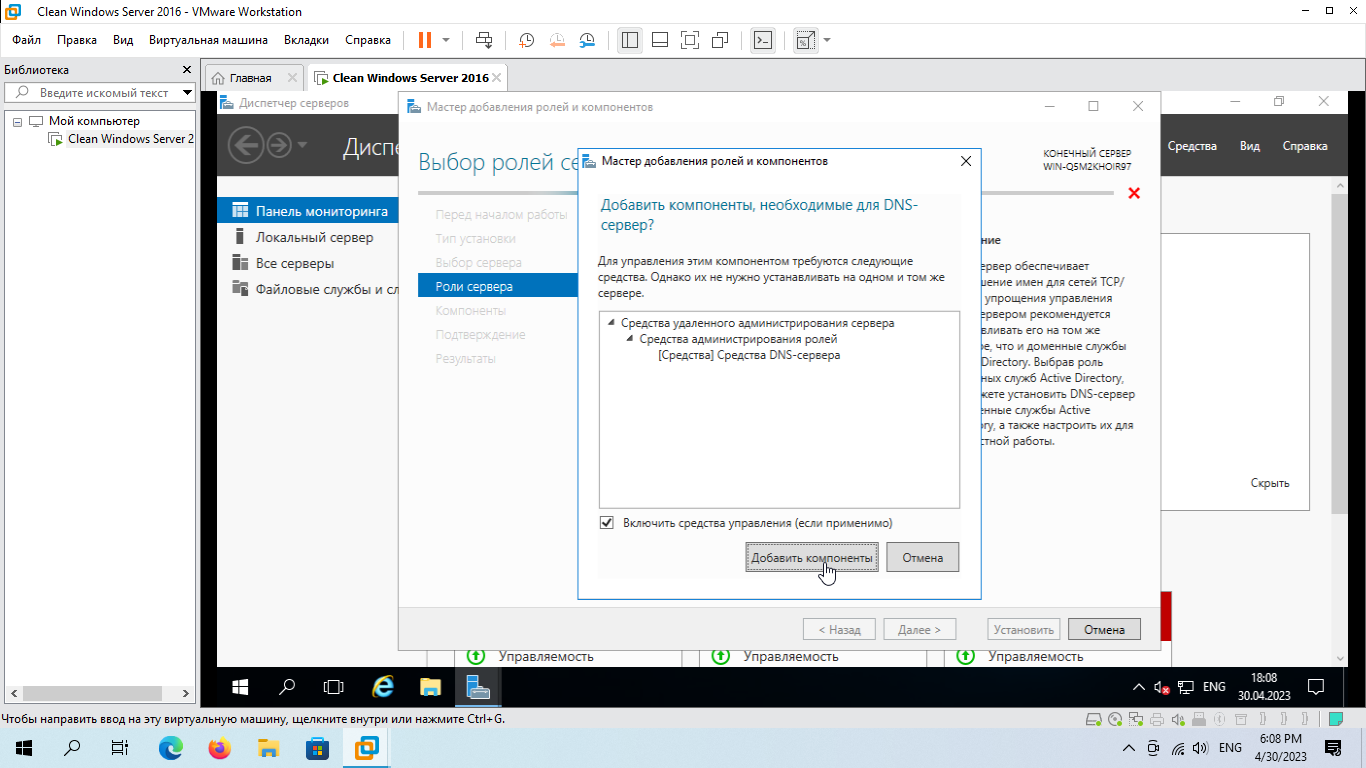 Clean Windows Server 2016 - VMware Workstation
Файл Правка Вид Виртуальная машина Вкладки Справка
Библиотека
Введите искомый текст
Мой компьютер
Clean Windows Server 2
Главная
Clean Windows Server 2016
Диспетчер серверов
Мастер добавления ролей и компонентов
Диспе
Средства Вид Справка
Панель мониторинга
Локальный сервер
Все серверы
Файловые службы и сл
Выбор ролей се
КОНЕЧНЫЙ СЕРВЕР
WIN-Q5M2KHOIR97
Перед началом работы
Тип установки
Выбор сервера
Роли сервера
Компоненты
Подтверждение
Результаты
Мастер добавления ролей и компонентов
Добавить компоненты, необходимые для DNS-
сервер?
Для управления этим компонентом требуются следующие
средства. Однако их не нужно устанавливать на одном и том же
сервере.
Средства удаленного администрирования сервера
Средства администрирования ролей
[Средства] Средства DNS-сервера
Включить средства управления (если применимо)
Добавить компоненты
Отмена
ние
ервер обеспечивает
шение имен для сетей TCP/
упрощения управления
ервером рекомендуется
вливать его на том же
ре, что и доменные службы
Directory. Выбрав роль
ных служб Active Directory,
жете установить DNS-сервер
енные службы Active
ory, а также настроить их для
стной работы.
Скрыть
< Назад
Далее >
Установить
Отмена
Управляемость
Управляемость
Управляемость
ENG
18:08
30.04.2023
Чтобы направить ввод на эту виртуальную машину, щелкните внутри или нажмите Ctrl+G.
ENG
6:08 PM
4/30/2023